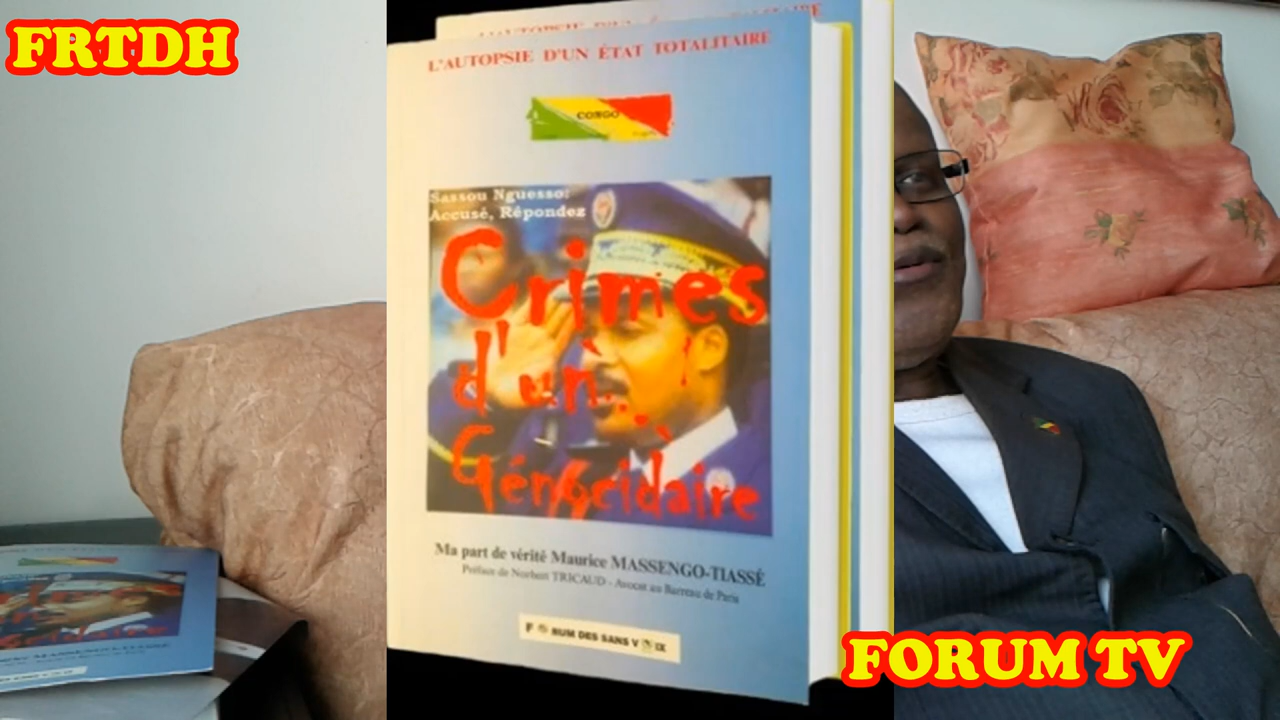 FRTDH
L'AUTOPSIE D'UN ÉTAT TOTALITAIRE
CONGO
Sassou Nguesso:
Accusé, Répondez
Crimes
d'un...
Génocidaire
Ma part de vérité Maurice MASSENGO-TIASSÉ
Préface de Norbert TRICAUD - Avocat au Barreau de Paris
FORUM DES SANS VOIX
FORUM TV